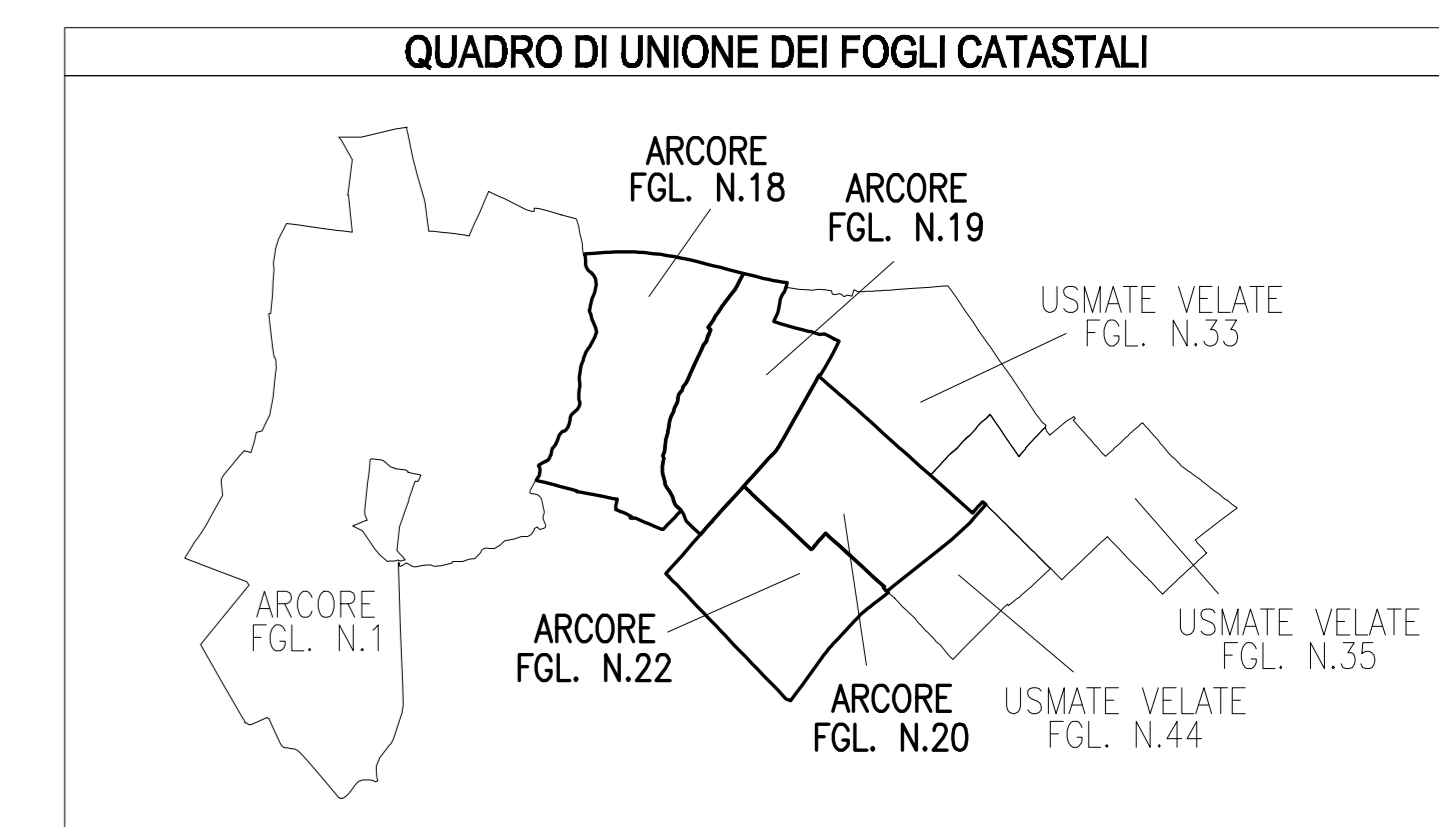 QUADRO DI UNIONE DEI FOGLI CATASTALI
ARCORE
FGL. N.18
ARCORE
FGL. N.19
USMATE VELATE
FGL. N.33
ARCORE
FGL. N.1
ARCORE
FGL. N.22
ARCORE
FGL. N.20
USMATE VELATE
FGL. N.44
USMATE VELATE
FGL. N.35